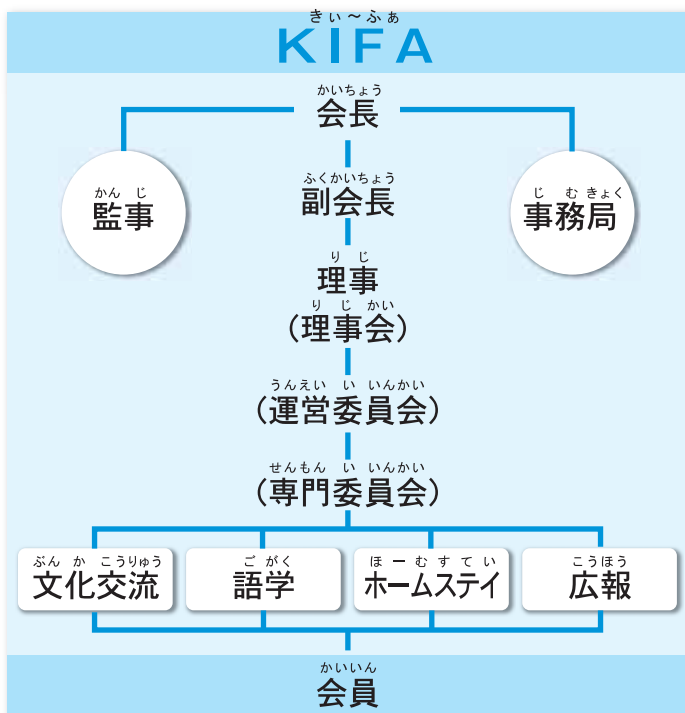 きぃ～ふぁ
KIFA
かいちょう
会長
かんじ
監事
ふくかいちょう
副会長
じむきょく
事務局
りじ
理事
りじかい
(理事会)
うんえいいいんかい
(運営委員会)
せんもんいいんかい
(専門委員会)
ぶんかこうりゅう
文化交流
ごがく
語学
ほーむすてい
ホームステイ
こうほう
広報
かいいん
会員